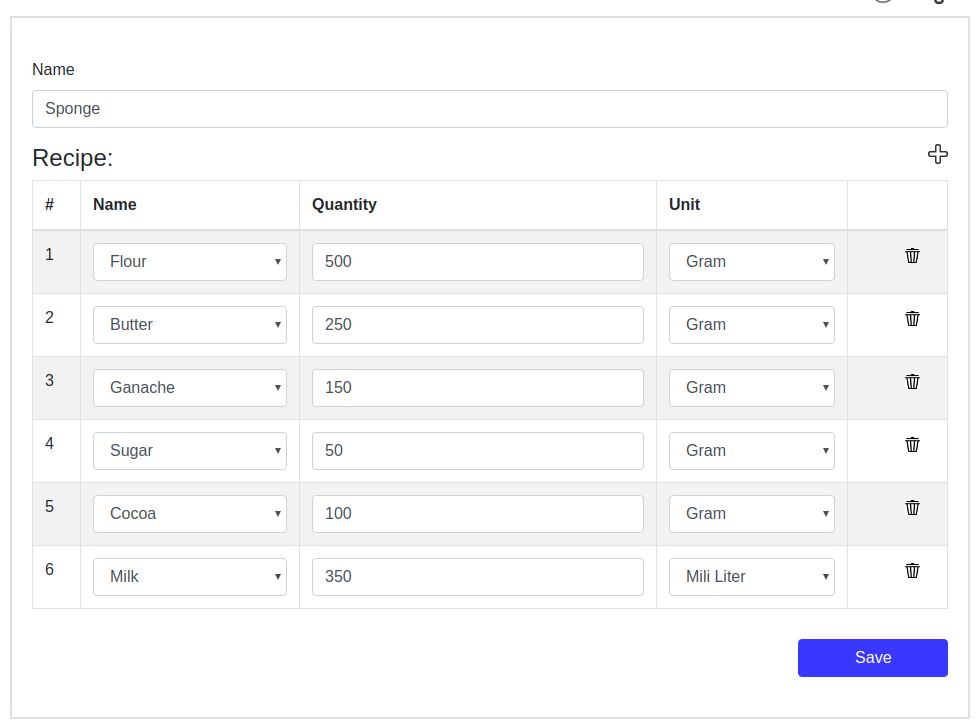 Name
Sponge
Recipe:
# Name Quantity Unit
1 Flour 500 Gram
2 Butter 250 Gram
3 Ganache 150 Gram
4 Sugar 50 Gram
5 Cocoa 100 Gram
6 Milk 350 Mili Liter
Save